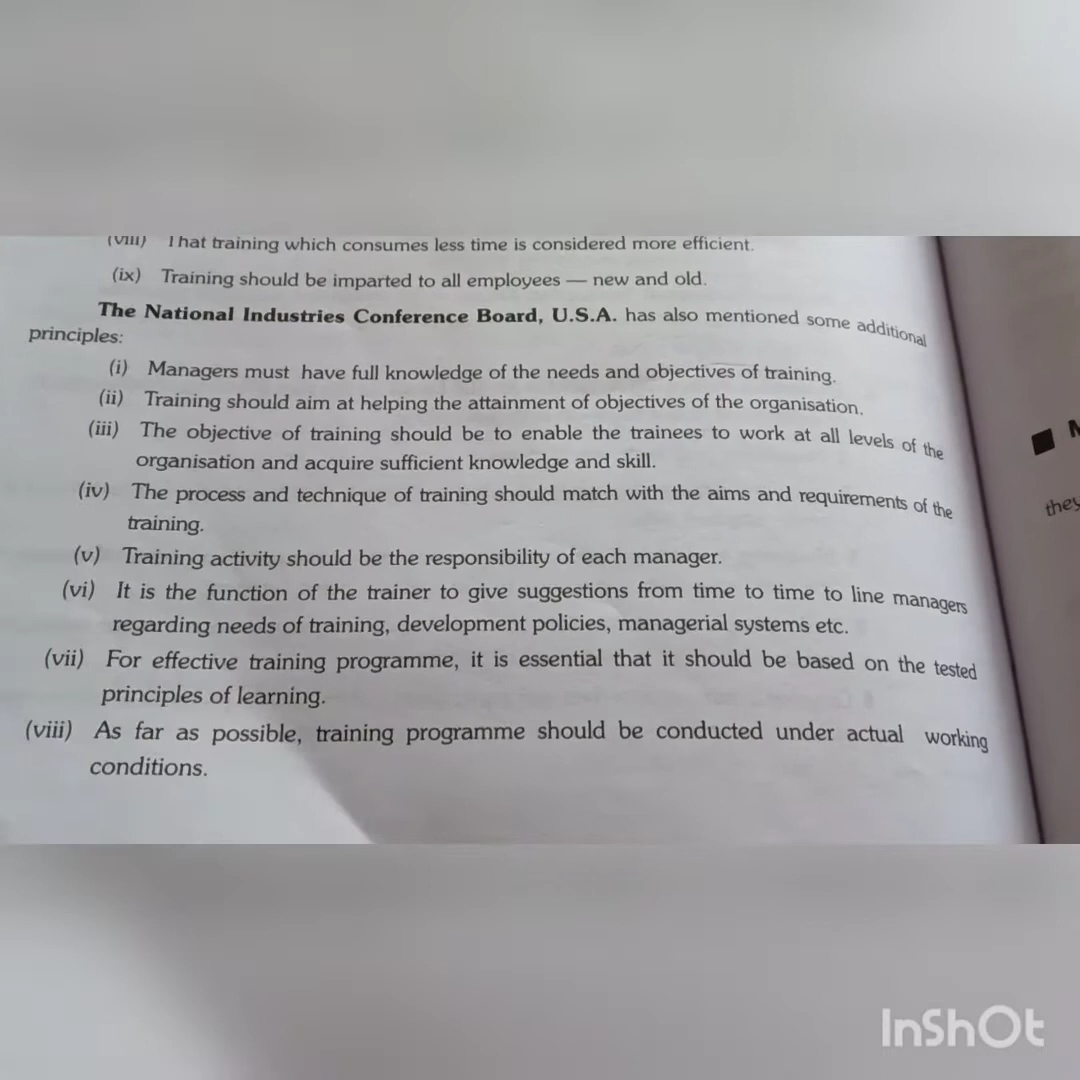 (viii) That training which consumes less time is considered more efficient.
(ix) Training should be imparted to all employees — new and old.
The National Industries Conference Board, U.S.A. has also mentioned some additional
principles:
(i) Managers must have full knowledge of the needs and objectives of training.
(ii) Training should aim at helping the attainment of objectives of the organisation.
(iii) The objective of training should be to enable the trainees to work at all levels of the
organisation and acquire sufficient knowledge and skill.
(iv) The process and technique of training should match with the aims and requirements of the
training.
(v) Training activity should be the responsibility of each manager.
(vi) It is the function of the trainer to give suggestions from time to time to line managers
regarding needs of training, development policies, managerial systems etc.
(vii) For effective training programme, it is essential that it should be based on the tested
principles of learning.
(viii) As far as possible, training programme should be conducted under actual working
conditions.
they
InShOt